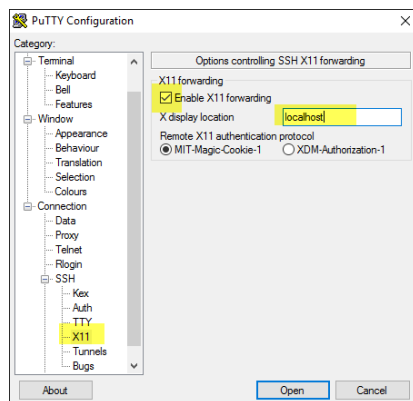 PuTTY Configuration
Category:
Terminal
Keyboard
Bell
Features
Window
Appearance
Behaviour
Translation
Selection
Colours
Connection
Data
Proxy
Telnet
Rlogin
SSH
Kex
Auth
TTY
X11
Tunnels
Bugs
Options controlling SSH X11 forwarding
X11 forwarding
Enable X11 forwarding
X display location localhost
Remote X11 authentication protocol
MIT-Magic-Cookie-1 XDM-Authorization-1
About Open Cancel